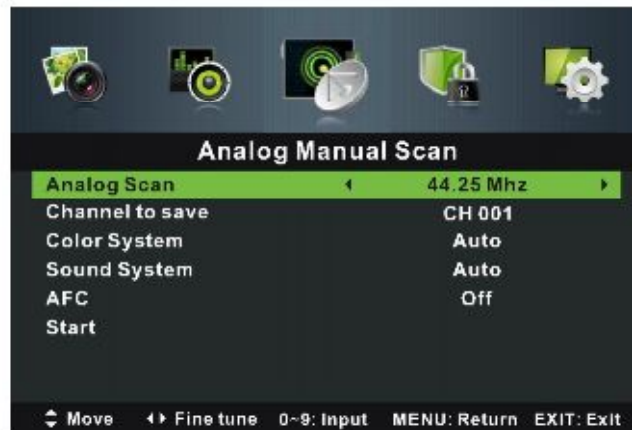 Analog Manual Scan
Analog Scan 44.25 Mhz
Channel to save CH 001
Color System Auto
Sound System Auto
AFC Off
Start
Move Fine tune 0~9: Input MENU: Return EXIT: Exit